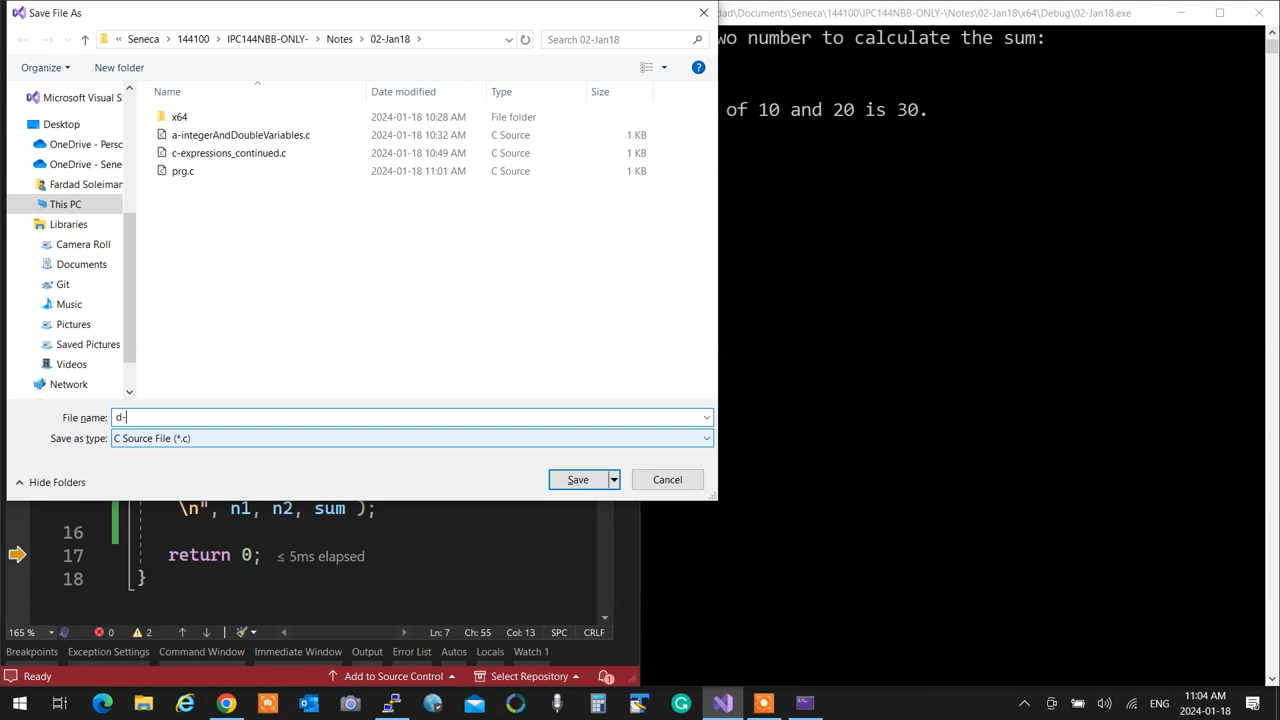 Save File As
dad\Documents\Seneca\144100\IPC144NBB-ONLY-\Notes\02-Jan18\x64\Debug\02-Jan18.exe
« Seneca > 144100 > IPC144NBB-ONLY- > Notes > 02-Jan18 >
Search 02-Jan18
wo number to calculate the sum:
Organize
New folder
Name
Date modified
Type
Size
Microsoft Visual S
x64
2024-01-18 10:28 AM
File folder
of 10 and 20 is 30.
Desktop
a-integerAndDoubleVariables.c
2024-01-18 10:32 AM
C Source
1 KB
OneDrive - Perso
c-expressions_continued.c
2024-01-18 10:49 AM
C Source
1 KB
OneDrive - Sene
prg.c
2024-01-18 11:01 AM
C Source
1 KB
Fardad Soleiman
This PC
Libraries
Camera Roll
Documents
Git
Music
Pictures
Saved Pictures
Videos
Network
File name:
d-
Save as type:
C Source File (*.c)
Hide Folders
Save
Cancel
\n", n1, n2, sum );
16
17
return 0; ≤ 5ms elapsed
18
}
165 %
0
2
Ln: 7
Ch: 55
Col: 13
SPC
CRLF
Breakpoints
Exception Settings
Command Window
Immediate Window
Output
Error List
Autos
Locals
Watch 1
Ready
Add to Source Control
Select Repository
1
ENG
11:04 AM
2024-01-18